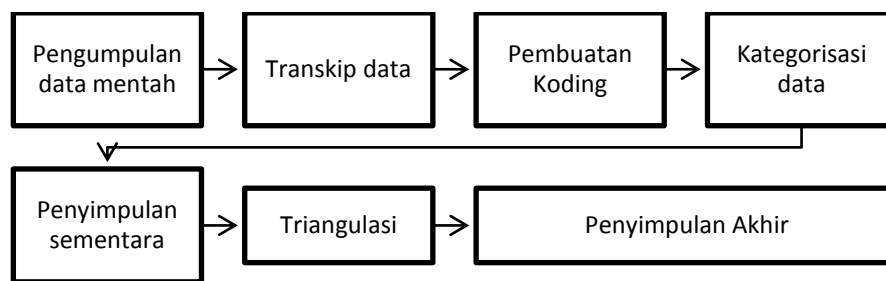 Pengumpulan
data mentah
Transkip data
Pembuatan
Koding
Kategorisasi
data
Penyimpulan
sementara
Triangulasi
Penyimpulan Akhir